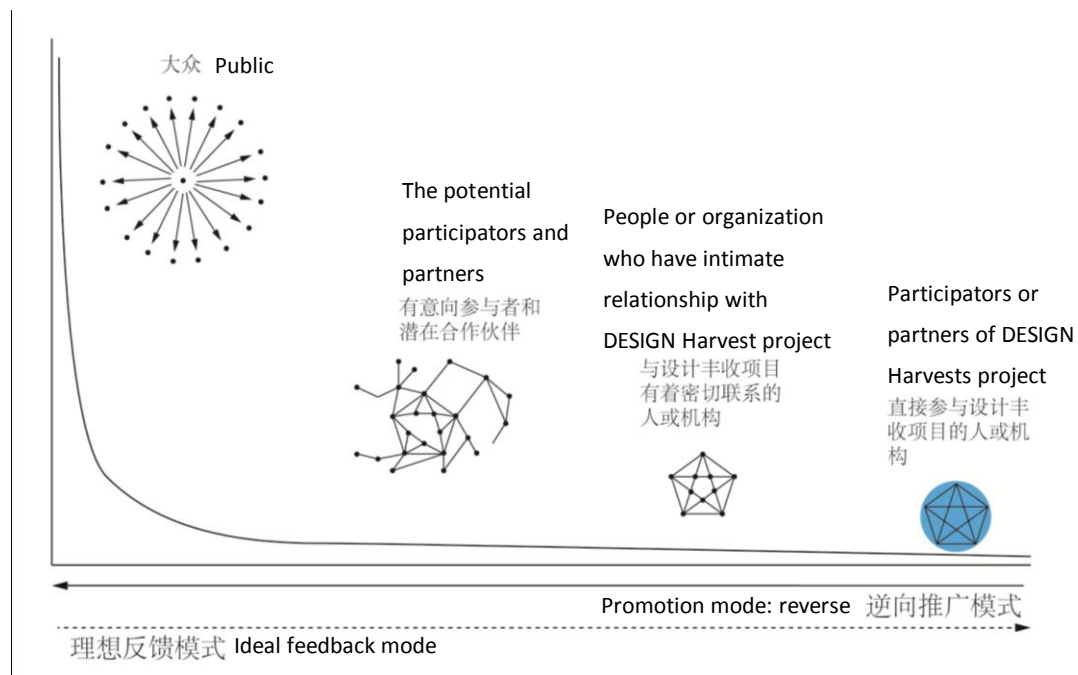 大众 Public
The potential
participators and
partners
有意向参与者和
潜在合作伙伴
People or organization
who have intimate
relationship with
DESIGN Harvest project
与设计丰收项目
有着密切联系的
人或机构
Participators or
partners of DESIGN
Harvests project
直接参与设计丰
收项目的人或机
构
Promotion mode: reverse 逆向推广模式
理想反馈模式 Ideal feedback mode